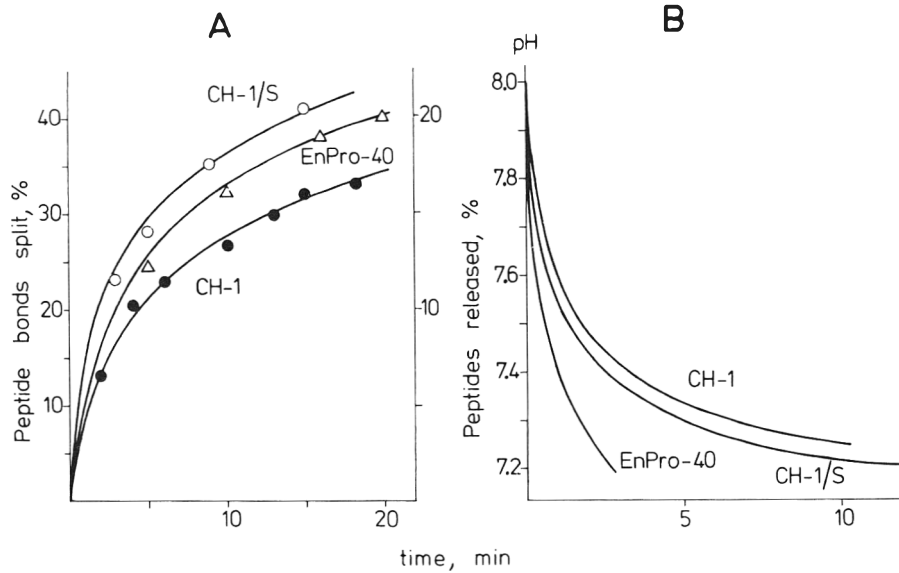 A
B
pH
CH-1/S
EnPro-40
CH-1
Peptide bonds split, %
40
30
20
10
20
10
10
20
Peptides released, %
8.0
7.8
7.6
7.4
7.2
CH-1
EnPro-40
CH-1/S
5
10
time, min